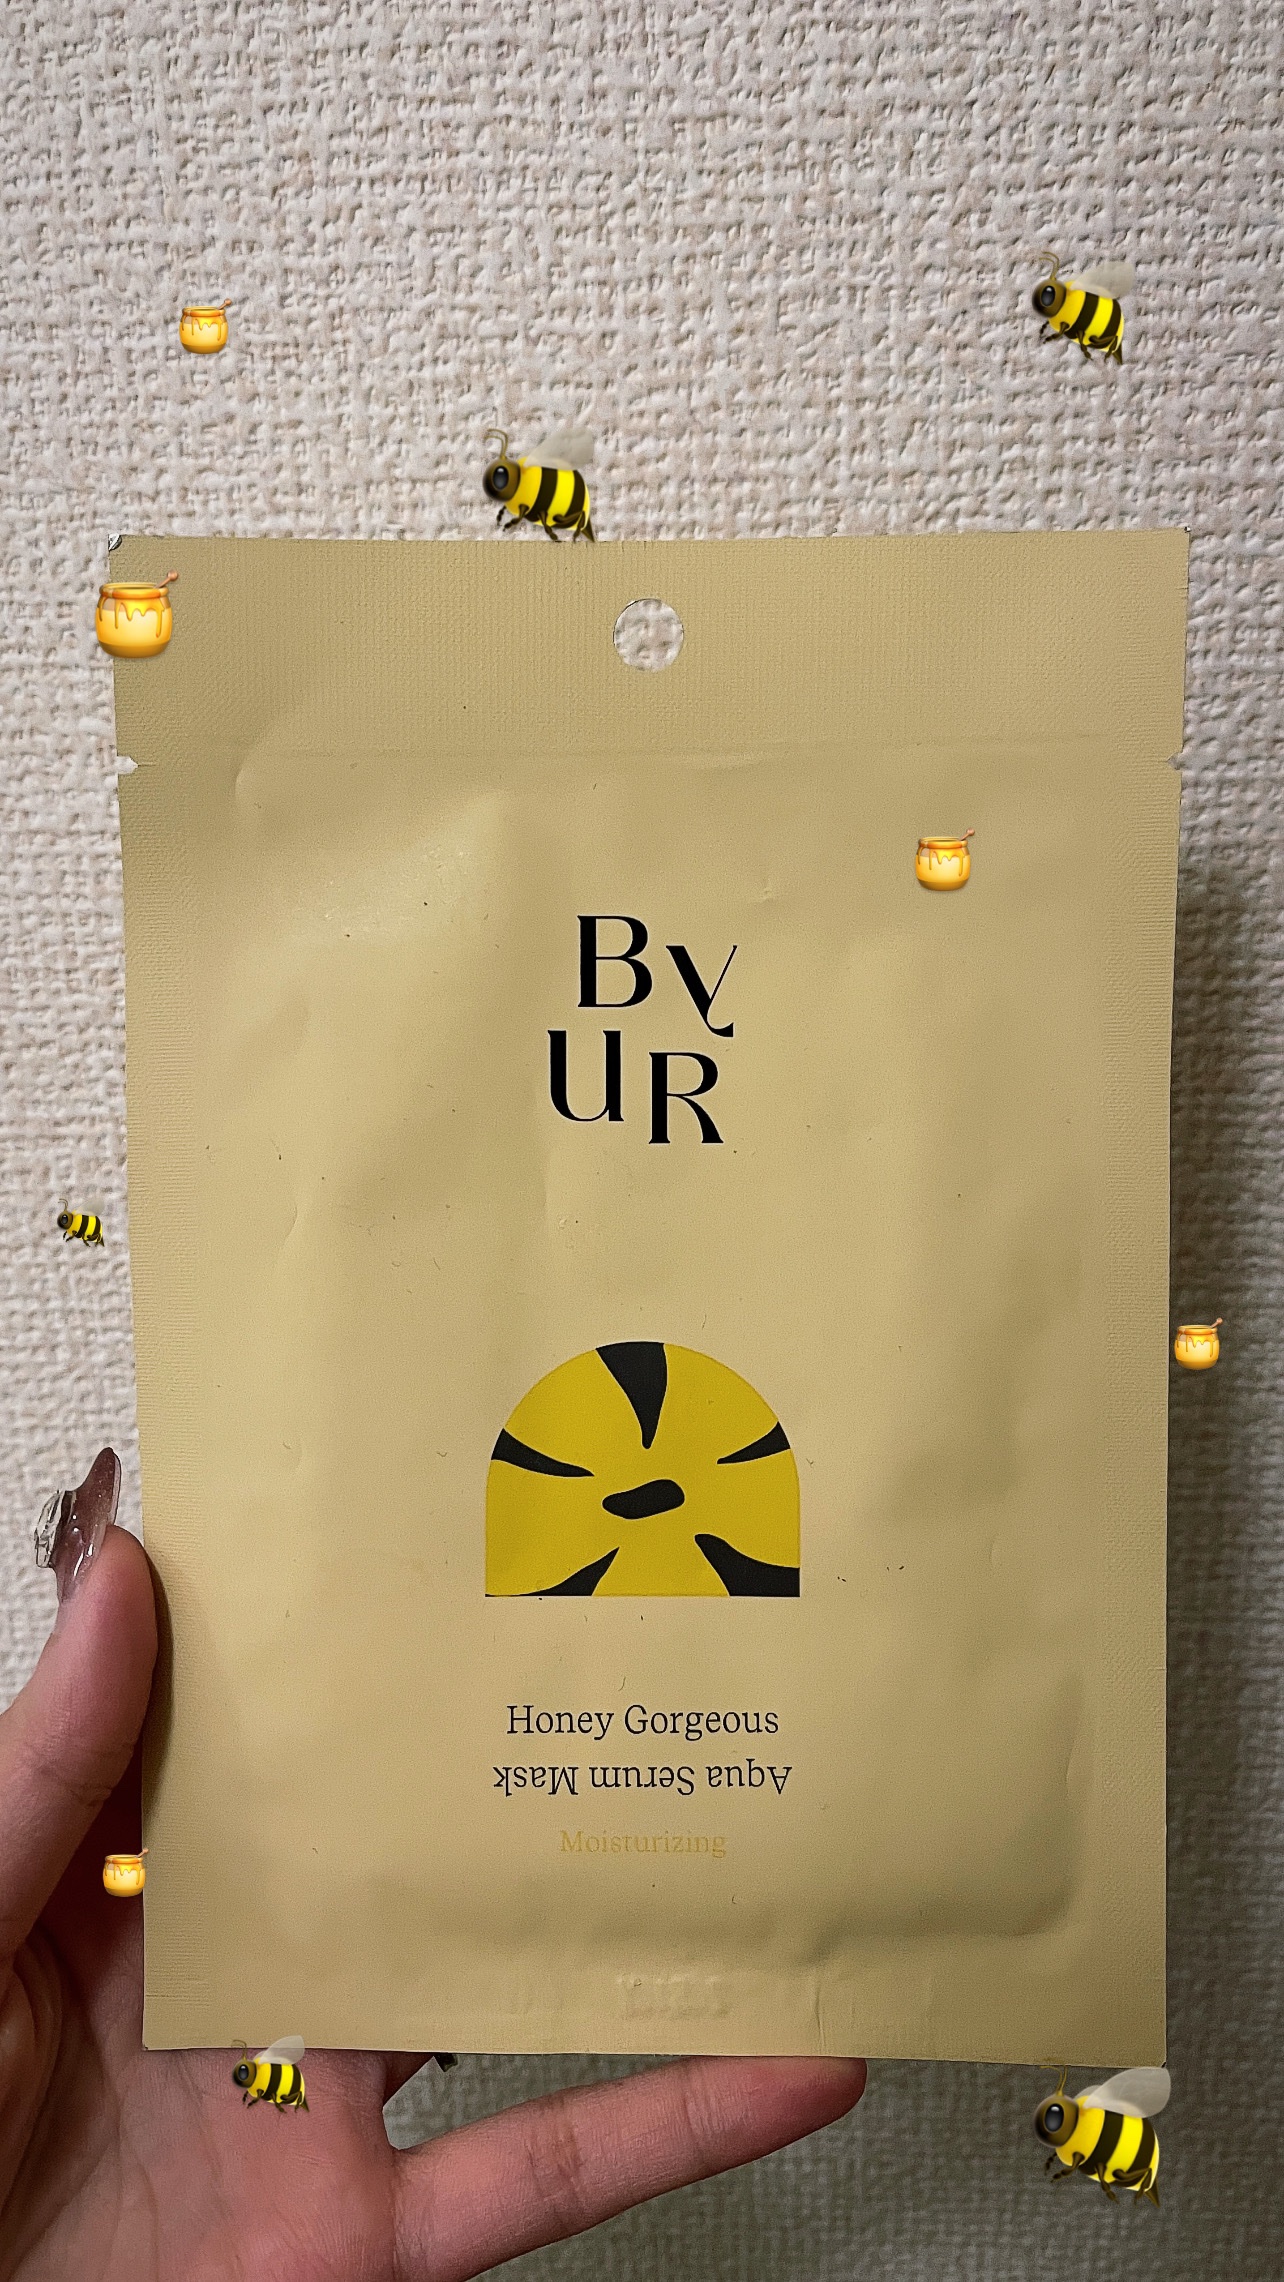 By
UR
Honey Gorgeous
Aqua Serum Mask
Moisturizing